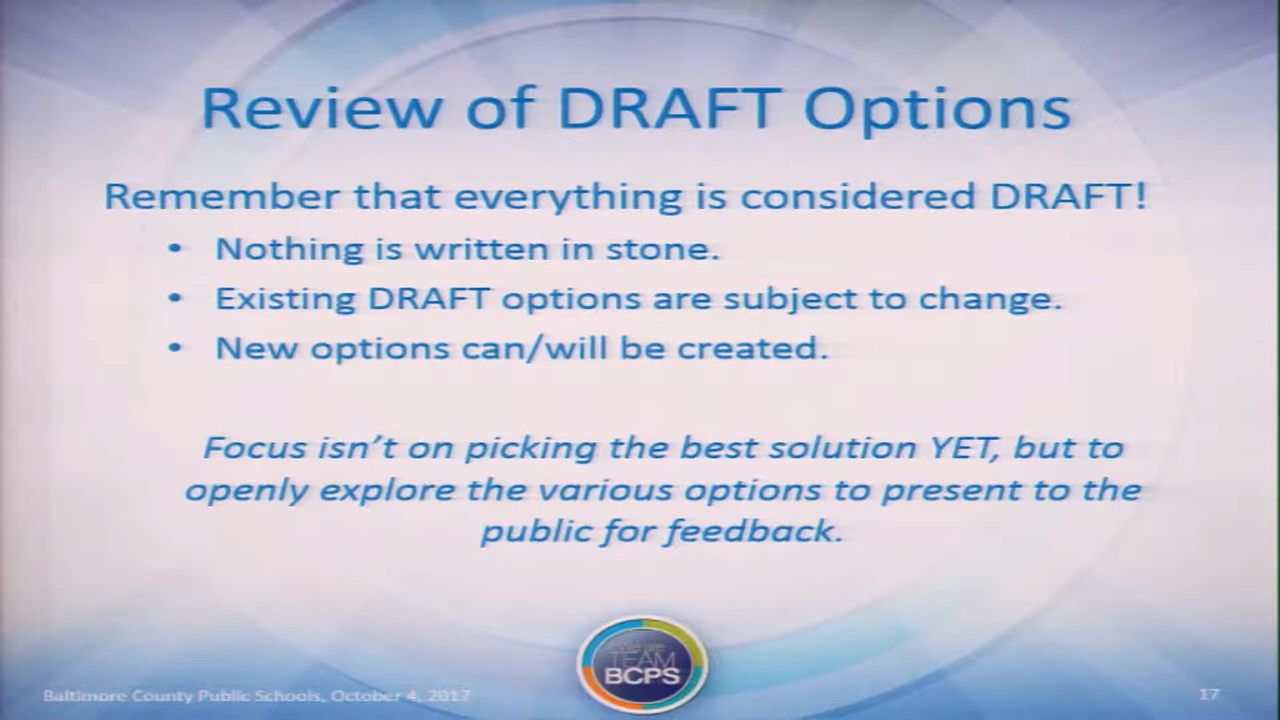 Review of DRAFT Options
Remember that everything is considered DRAFT!
• Nothing is written in stone.
• Existing DRAFT options are subject to change.
• New options can/will be created.
Focus isn't on picking the best solution YET, but to
openly explore the various options to present to the
public for feedback.
We are
TEAM
BCPS
Baltimore County Public Schools, October 4, 2017
17